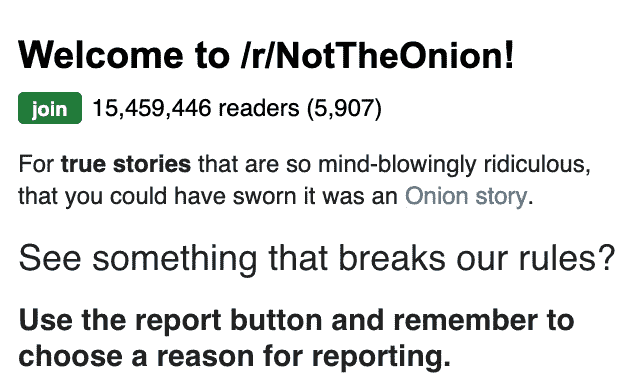 Welcome to /r/NotTheOnion!
join 15,459,446 readers (5,907)
For true stories that are so mind-blowingly ridiculous,
that you could have sworn it was an Onion story.
See something that breaks our rules?
Use the report button and remember to
choose a reason for reporting.